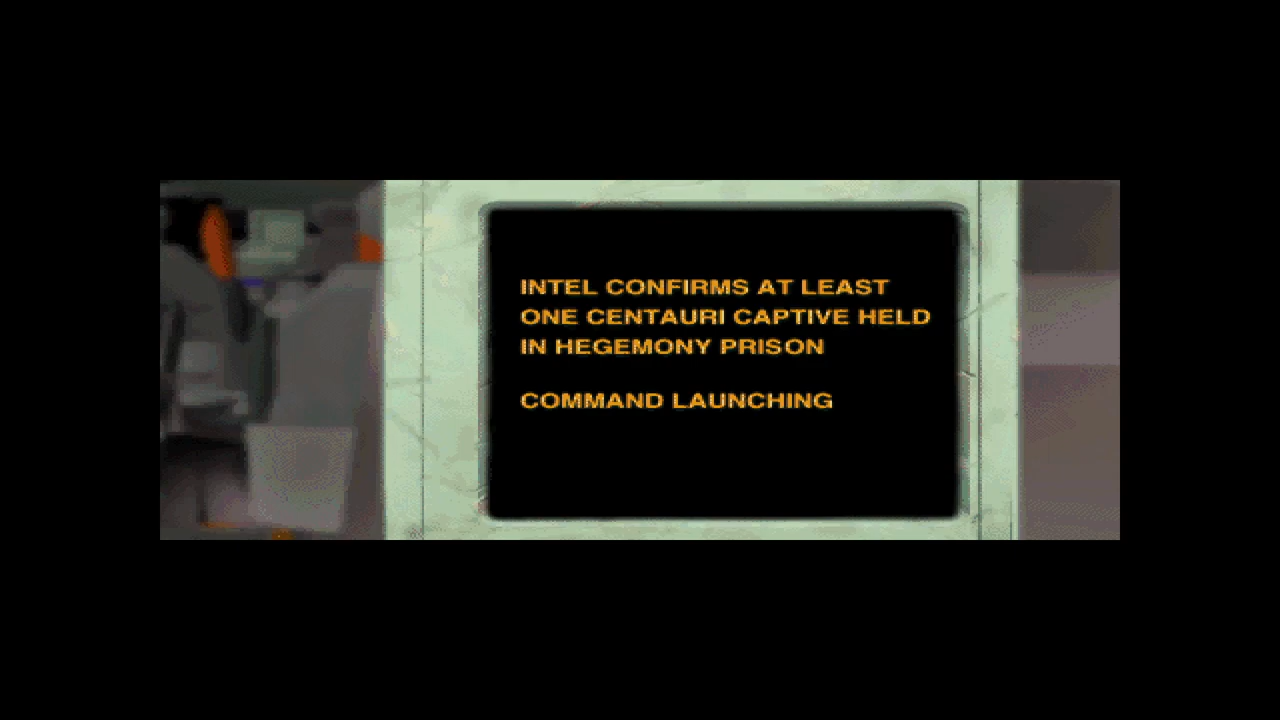 INTEL CONFIRMS AT LEAST
ONE CENTAURI CAPTIVE HELD
IN HEGEMONY PRISON
COMMAND LAUNCHING